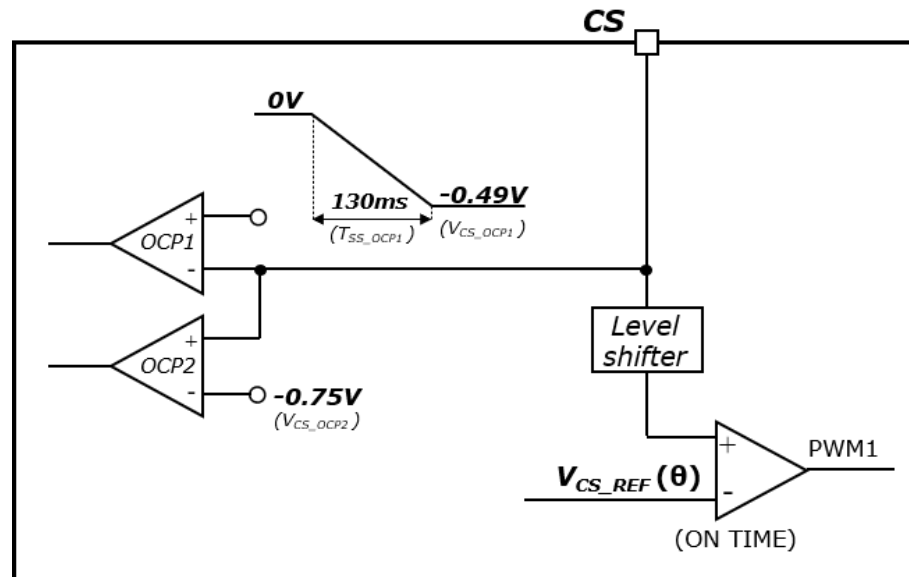 CS
0V
130ms
(TSS_OCP1)
-0.49V
(VCS_OCP1)
+
OCP1
-
+
OCP2
-
-0.75V
(VCS_OCP2)
Level
shifter
+
PWM1
VCS_REF(θ)
-
(ON TIME)